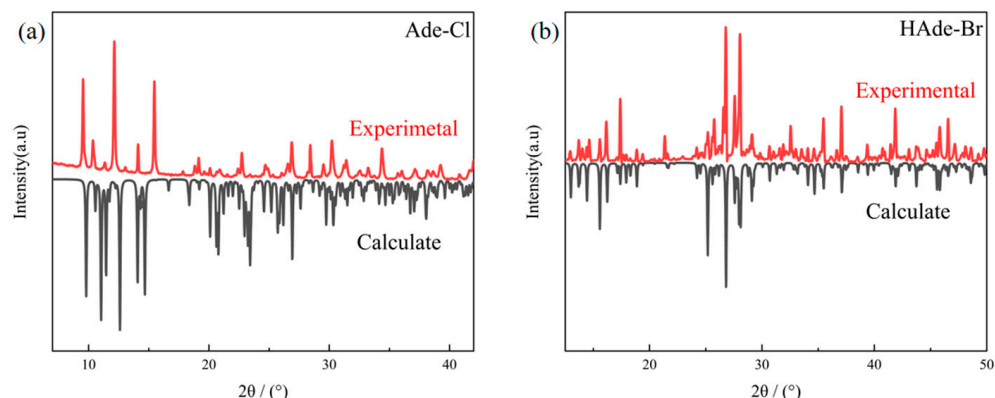 (a)
Ade-Cl
Experimetal
Calculate
Intensity(a.u)
10
20
30
40
2θ / (°)
(b)
HAde-Br
Experimental
Calculate
Intensity(a.u)
20
30
40
50
2θ / (°)